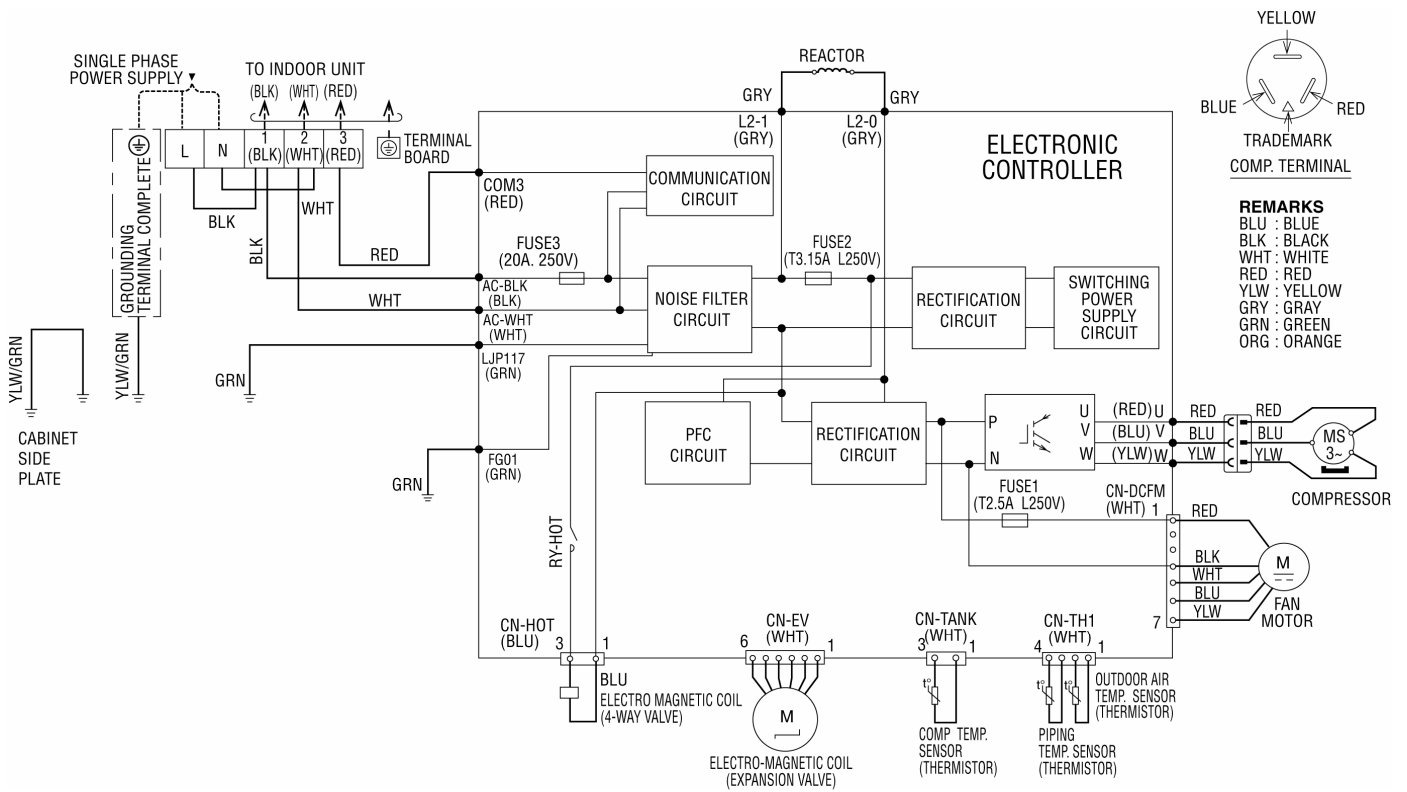 YELLOW
BLUE
RED
TRADEMARK
COMP. TERMINAL
REMARKS
BLU : BLUE
BLK : BLACK
WHT : WHITE
RED : RED
YLW : YELLOW
GRY : GRAY
GRN : GREEN
ORG : ORANGE
SINGLE PHASE
POWER SUPPLY
TO INDOOR UNIT
(BLK) (WHT) (RED)
L N 1 2 3
(BLK) (WHT) (RED)
TERMINAL
BOARD
GROUNDING
TERMINAL COMPLETE
BLK
WHT
BLK
RED
WHT
GRN
GRN
YLW/GRN
YLW/GRN
CABINET
SIDE
PLATE
REACTOR
GRY
GRY
L2-1
(GRY)
L2-0
(GRY)
ELECTRONIC
CONTROLLER
COM3
(RED)
COMMUNICATION
CIRCUIT
FUSE3
(20A. 250V)
FUSE2
(T3.15A L250V)
AC-BLK
(BLK)
AC-WHT
(WHT)
LJP117
(GRN)
FG01
(GRN)
NOISE FILTER
CIRCUIT
RECTIFICATION
CIRCUIT
SWITCHING
POWER
SUPPLY
CIRCUIT
PFC
CIRCUIT
RECTIFICATION
CIRCUIT
P
N
U
V
W
(RED) U
(BLU) V
(YLW) W
RED
BLU
YLW
RED
BLU
YLW
MS
3~
COMPRESSOR
FUSE1
(T2.5A L250V)
CN-DCFM
(WHT) 1
7
RED
BLK
WHT
BLU
YLW
M
FAN
MOTOR
RY-HOT
CN-HOT
(BLU)
3 1
BLU
ELECTRO MAGNETIC COIL
(4-WAY VALVE)
CN-EV
(WHT)
6 1
M
ELECTRO-MAGNETIC COIL
(EXPANSION VALVE)
CN-TANK
(WHT)
3 1
t°
COMP TEMP.
SENSOR
(THERMISTOR)
CN-TH1
(WHT)
4 1
t° t°
OUTDOOR AIR
TEMP. SENSOR
(THERMISTOR)
PIPING
TEMP. SENSOR
(THERMISTOR)